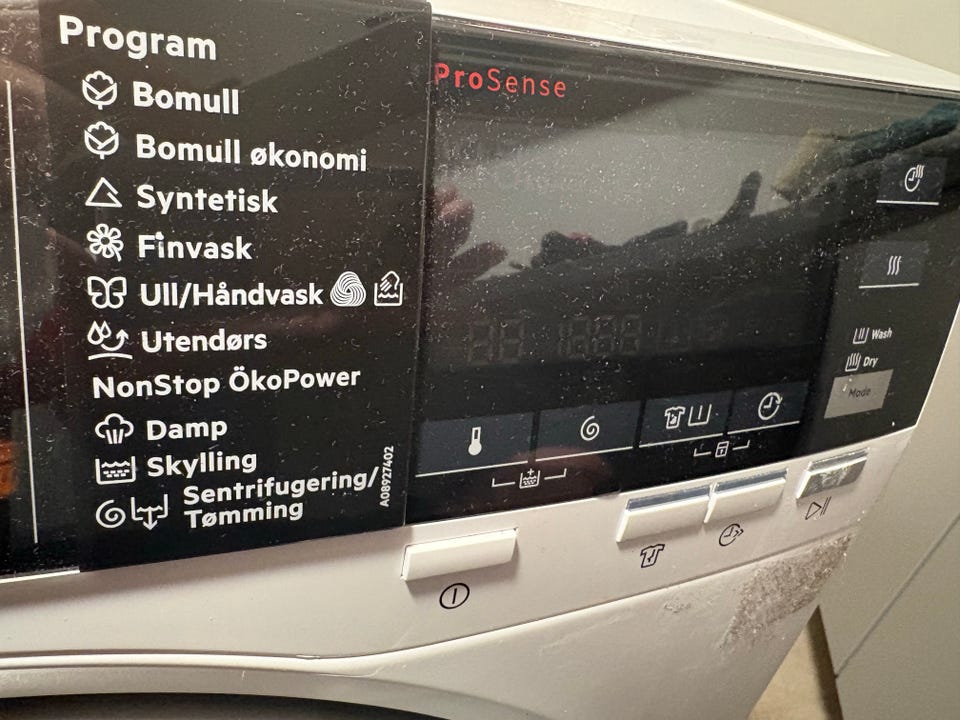 Program
Bomull
Bomull økonomi
Syntetisk
Finvask
Ull/Håndvask
Utendørs
NonStop ÖkoPower
Damp
Skylling
Sentrifugering/
Tømming
A08927402
ProSense
Wash
Dry
Mode